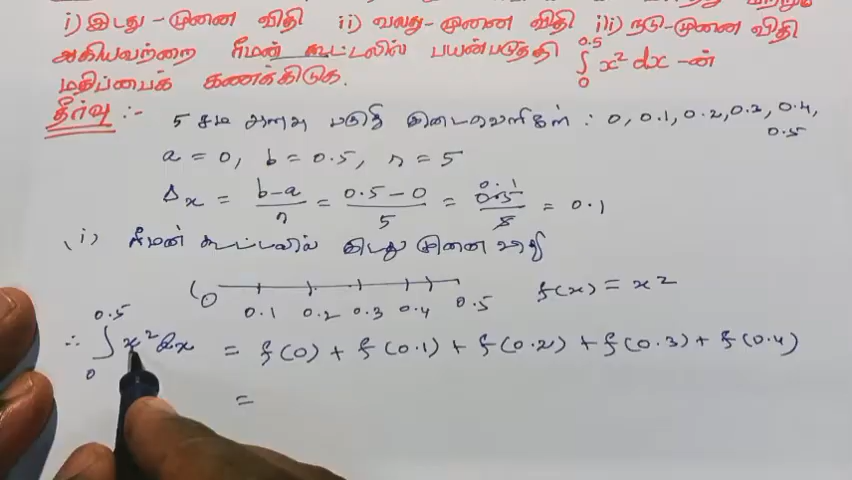 i) இடது-முனை விதி ii) வலது-முனை விதி iii) நடு-முனை விதி
ஆகியவற்றை ரீமன் கூட்டலில் பயன்படுத்தி ∫₀^0.5 x² dx -ன்
மதிப்பைக் கணக்கிடுக.
தீர்வு :- 5 சம அளவு பகுதி இடைவெளிகள் : 0, 0.1, 0.2, 0.3, 0.4,
0.5
a = 0, b = 0.5, n = 5
Δx = b-a/n = 0.5-0/5 = 0.5/5 = 0.1
(i) ரீமன் கூட்டலில் இடது முனை விதி
0 0.1 0.2 0.3 0.4 0.5 f(x) = x²
∴ ∫₀^0.5 x² dx = f(0) + f(0.1) + f(0.2) + f(0.3) + f(0.4)
=